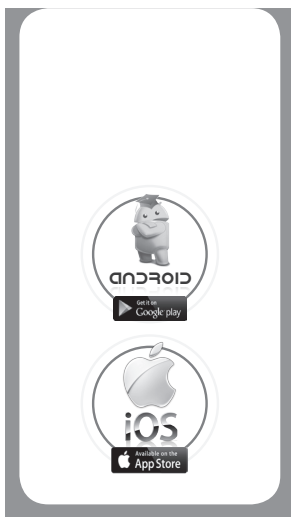 ANDROID
Get it on
Google play
iOS
Available on the
App Store